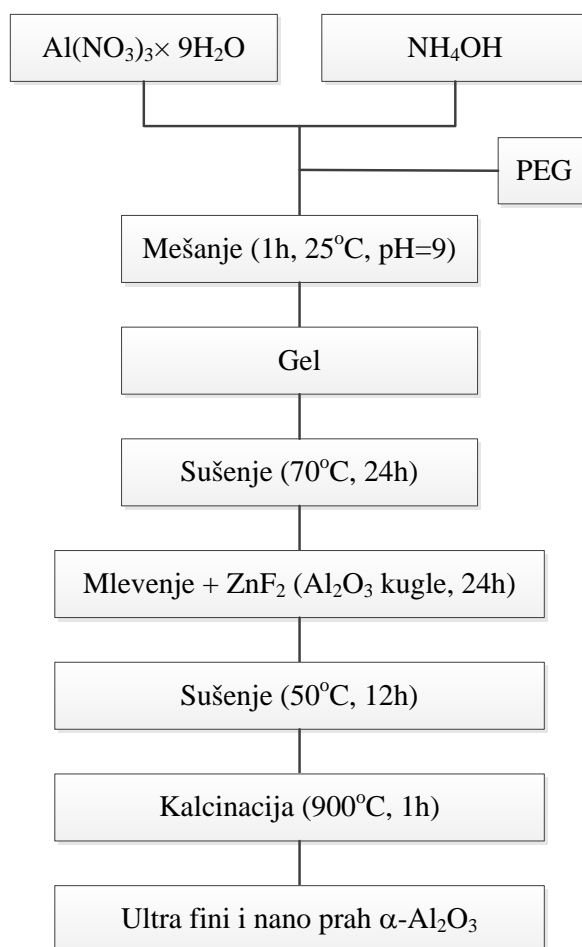 Al(NO₃)₃× 9H₂O
NH₄OH
PEG
Mešanje (1h, 25°C, pH=9)
Gel
Sušenje (70°C, 24h)
Mlevenje + ZnF₂ (Al₂O₃ kugle, 24h)
Sušenje (50°C, 12h)
Kalcinacija (900°C, 1h)
Ultra fini i nano prah α-Al₂O₃